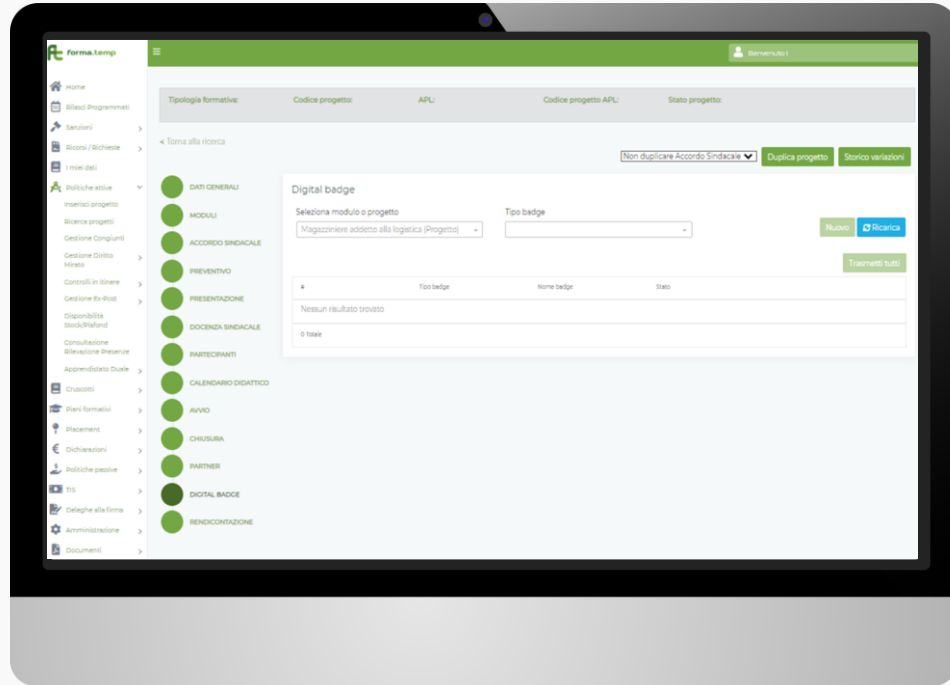 forma.temp
Benvenuto I
Home
Rilasci Programmati
Sanzioni
Ricorsi / Richieste
I miei dati
Politiche attive
Inserisci progetto
Ricerca progetti
Gestione Congiunti
Gestione Diritto
Mirato
Controlli in itinere
Gestione Ex-Post
Disponibilità
Stock/Plafond
Consultazione
Rilevazione Presenze
Apprendistato Duale
Cruscotti
Piani formativi
Placement
Dichiarazioni
Politiche passive
TIS
Deleghe alla firma
Amministrazione
Documenti
Tipologia formativa: Codice progetto: APL: Codice progetto APL: Stato progetto:
< Torna alla ricerca
Non duplicare Accordo Sindacale Duplica progetto Storico variazioni
DATI GENERALI
MODULI
ACCORDO SINDACALE
PREVENTIVO
PRESENTAZIONE
DOCENZA SINDACALE
PARTECIPANTI
CALENDARIO DIDATTICO
AVVIO
CHIUSURA
PARTNER
DIGITAL BADGE
RENDICONTAZIONE
Digital badge
Seleziona modulo o progetto Tipo badge
Magazziniere addetto alla logistica (Progetto)
Nuovo Ricarica
Trasmetti tutti
# Tipo badge Nome badge Stato
Nessun risultato trovato
0 Totale